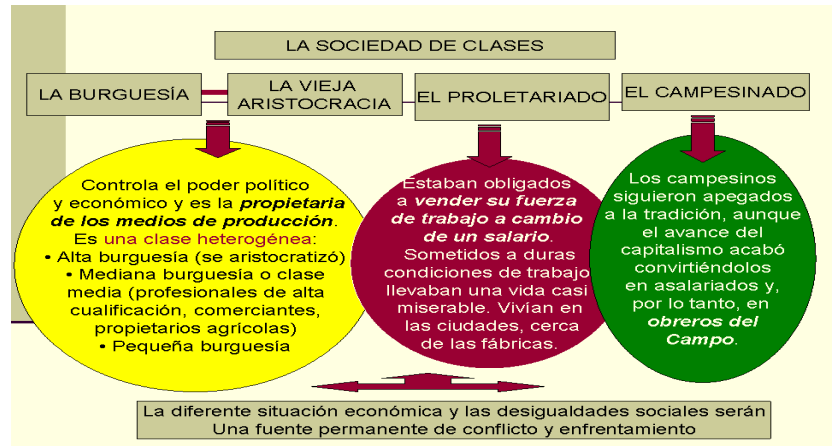 LA SOCIEDAD DE CLASES
LA BURGUESÍA
LA VIEJA
ARISTOCRACIA
EL PROLETARIADO
EL CAMPESINADO
Controla el poder político
y económico y es la propietaria
de los medios de producción.
Es una clase heterogénea:
• Alta burguesía (se aristocratizó)
• Mediana burguesía o clase
media (profesionales de alta
cualificación, comerciantes,
propietarios agrícolas)
• Pequeña burguesía
Estaban obligados
a vender su fuerza
de trabajo a cambio
de un salario.
Sometidos a duras
condiciones de trabajo
llevaban una vida casi
miserable. Vivían en
las ciudades, cerca
de las fábricas.
Los campesinos
siguieron apegados
a la tradición, aunque
el avance del
capitalismo acabó
convirtiéndolos
en asalariados y,
por lo tanto, en
obreros del
Campo.
La diferente situación económica y las desigualdades sociales serán
Una fuente permanente de conflicto y enfrentamiento